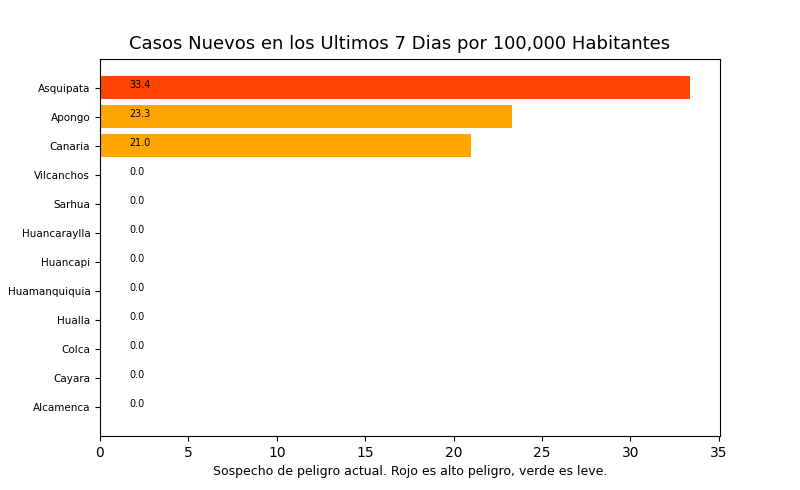 Casos Nuevos en los Ultimos 7 Dias por 100,000 Habitantes
Asquipata 33.4
Apongo 23.3
Canaria 21.0
Vilcanchos 0.0
Sarhua 0.0
Huancaraylla 0.0
Huancapi 0.0
Huamanquiquia 0.0
Hualla 0.0
Colca 0.0
Cayara 0.0
Alcamenca 0.0
0 5 10 15 20 25 30 35
Sospecho de peligro actual. Rojo es alto peligro, verde es leve.